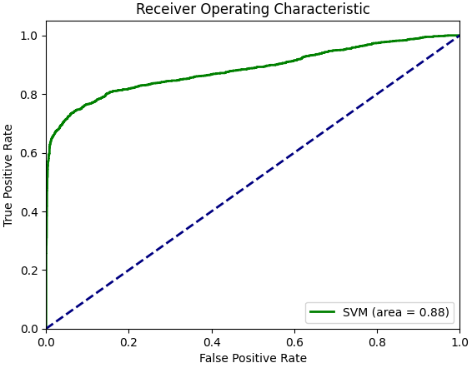 Receiver Operating Characteristic
1.0
0.8
0.6
0.4
0.2
0.0
True Positive Rate
SVM (area = 0.88)
0.0 0.2 0.4 0.6 0.8 1.0
False Positive Rate